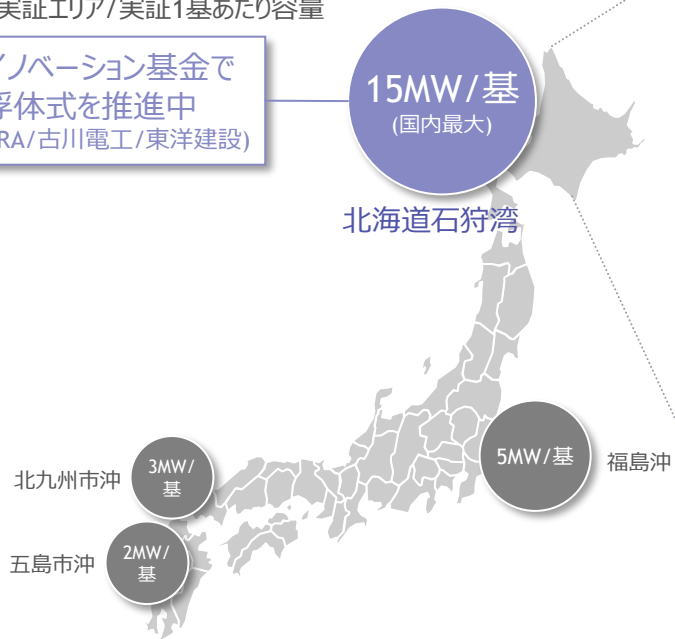 実証エリア/実証1基あたり容量
イノベーション基金で
浮体式を推進中
RA/古川電工/東洋建設)
15MW/基
(国内最大)
北海道石狩湾
5MW/基
福島沖
北九州市沖
3MW/
基
五島市沖
2MW/
基